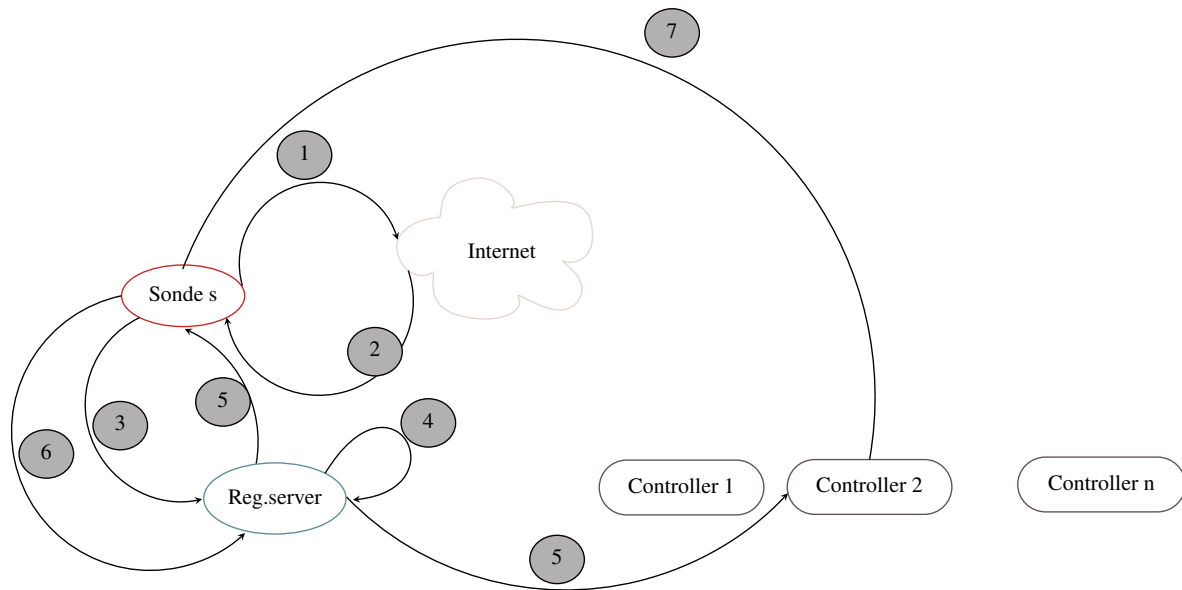 7
1
Internet
Sonde s
2
5
3
4
6
Reg.server
Controller 1
Controller 2
Controller n
5